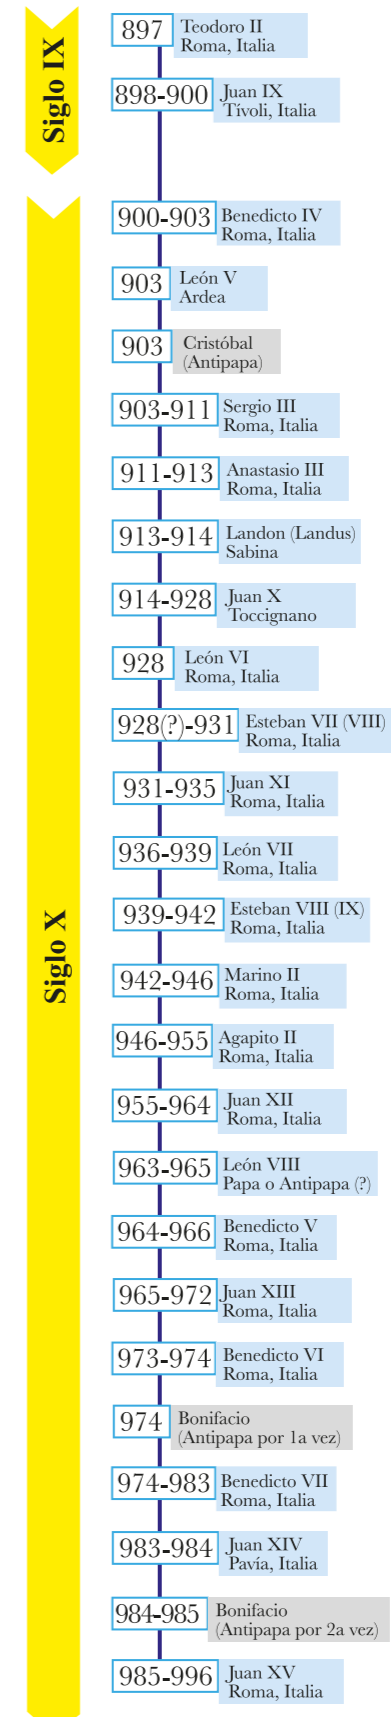 Siglo IX
897
Teodoro II
Roma, Italia
898-900
Juan IX
Tívoli, Italia
Siglo X
900-903
Benedicto IV
Roma, Italia
903
León V
Ardea
903
Cristóbal
(Antipapa)
903-911
Sergio III
Roma, Italia
911-913
Anastasio III
Roma, Italia
913-914
Landon (Landus)
Sabina
914-928
Juan X
Toccignano
928
León VI
Roma, Italia
928(?)-931
Esteban VII (VIII)
Roma, Italia
931-935
Juan XI
Roma, Italia
936-939
León VII
Roma, Italia
939-942
Esteban VIII (IX)
Roma, Italia
942-946
Marino II
Roma, Italia
946-955
Agapito II
Roma, Italia
955-964
Juan XII
Roma, Italia
963-965
León VIII
Papa o Antipapa (?)
964-966
Benedicto V
Roma, Italia
965-972
Juan XIII
Roma, Italia
973-974
Benedicto VI
Roma, Italia
974
Bonifacio
(Antipapa por 1a vez)
974-983
Benedicto VII
Roma, Italia
983-984
Juan XIV
Pavía, Italia
984-985
Bonifacio
(Antipapa por 2a vez)
985-996
Juan XV
Roma, Italia